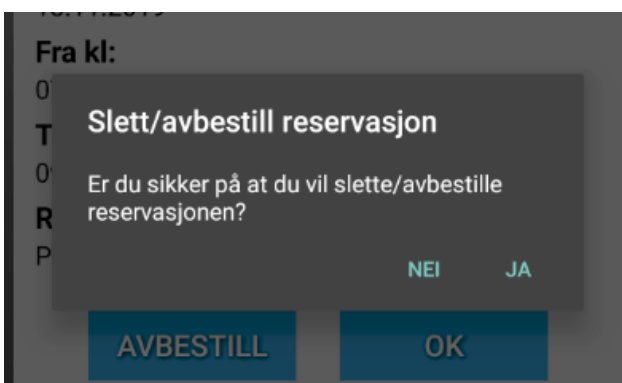 Fra kl:
Slett/avbestill reservasjon
Er du sikker på at du vil slette/avbestille
reservasjonen?
NEI JA
AVBESTILL OK